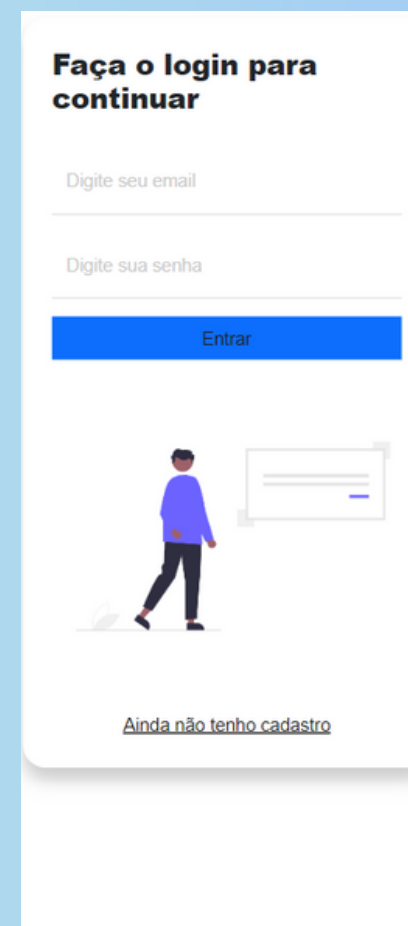 Faça o login para
continuar
Digite seu email
Digite sua senha
Entrar
Ainda não tenho cadastro